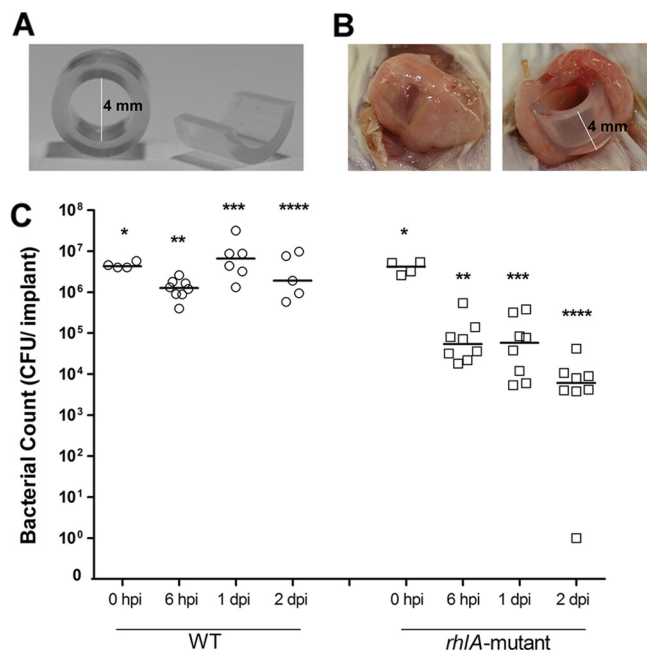 A
4 mm
B
4 mm
C
Bacterial Count (CFU/ implant)
10⁸
10⁷
10⁶
10⁵
10⁴
10³
10²
10¹
10⁰
0
* ** *** **** * ** *** ****
0 hpi 6 hpi 1 dpi 2 dpi 0 hpi 6 hpi 1 dpi 2 dpi
WT rhlA-mutant